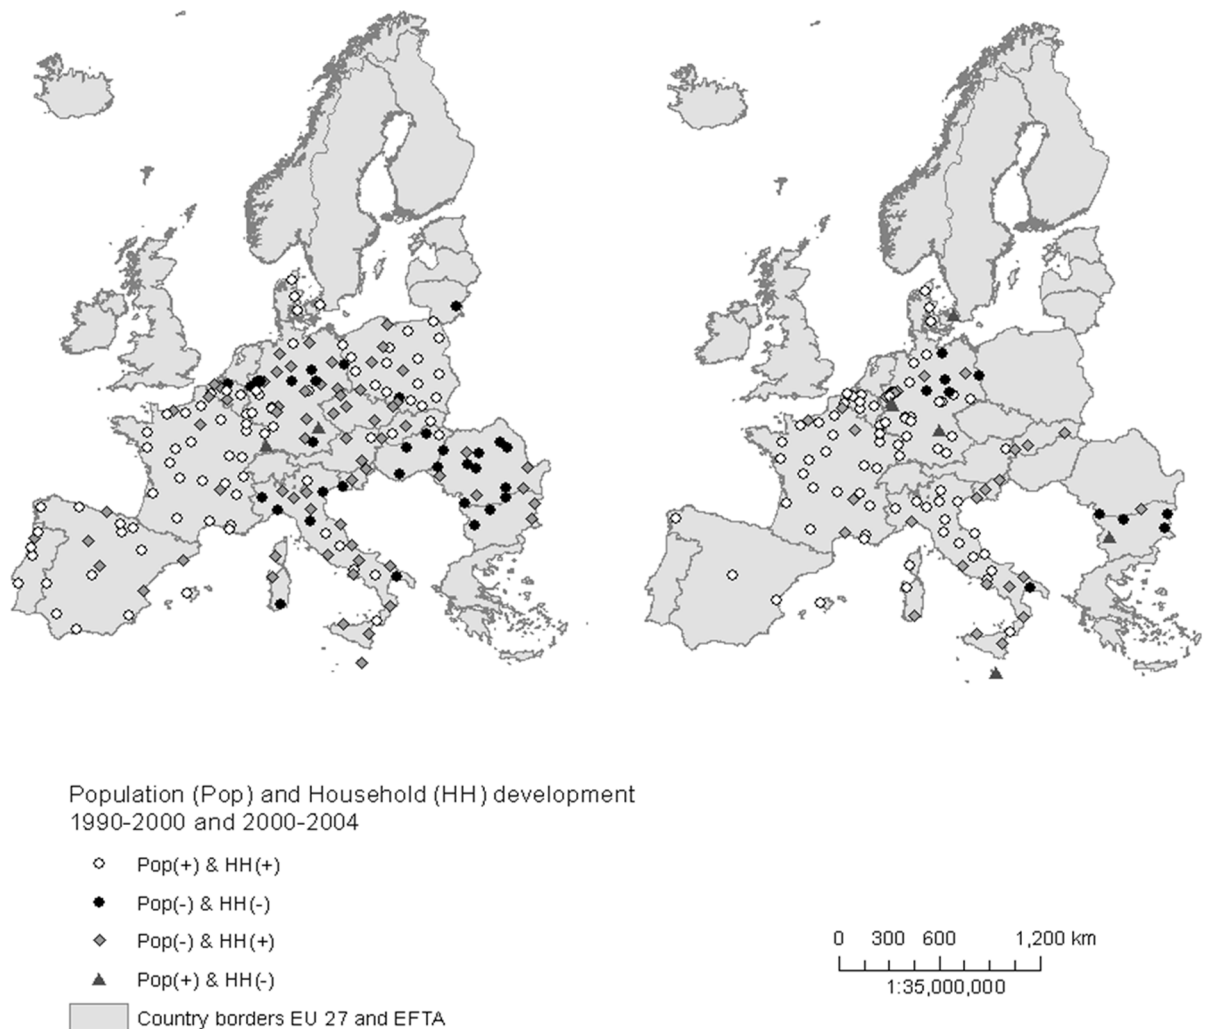 Population (Pop) and Household (HH) development
1990-2000 and 2000-2004
Pop(+) & HH(+)
Pop(-) & HH(-)
Pop(-) & HH(+)
Pop(+) & HH(-)
Country borders EU 27 and EFTA
0 300 600 1,200 km
1:35,000,000